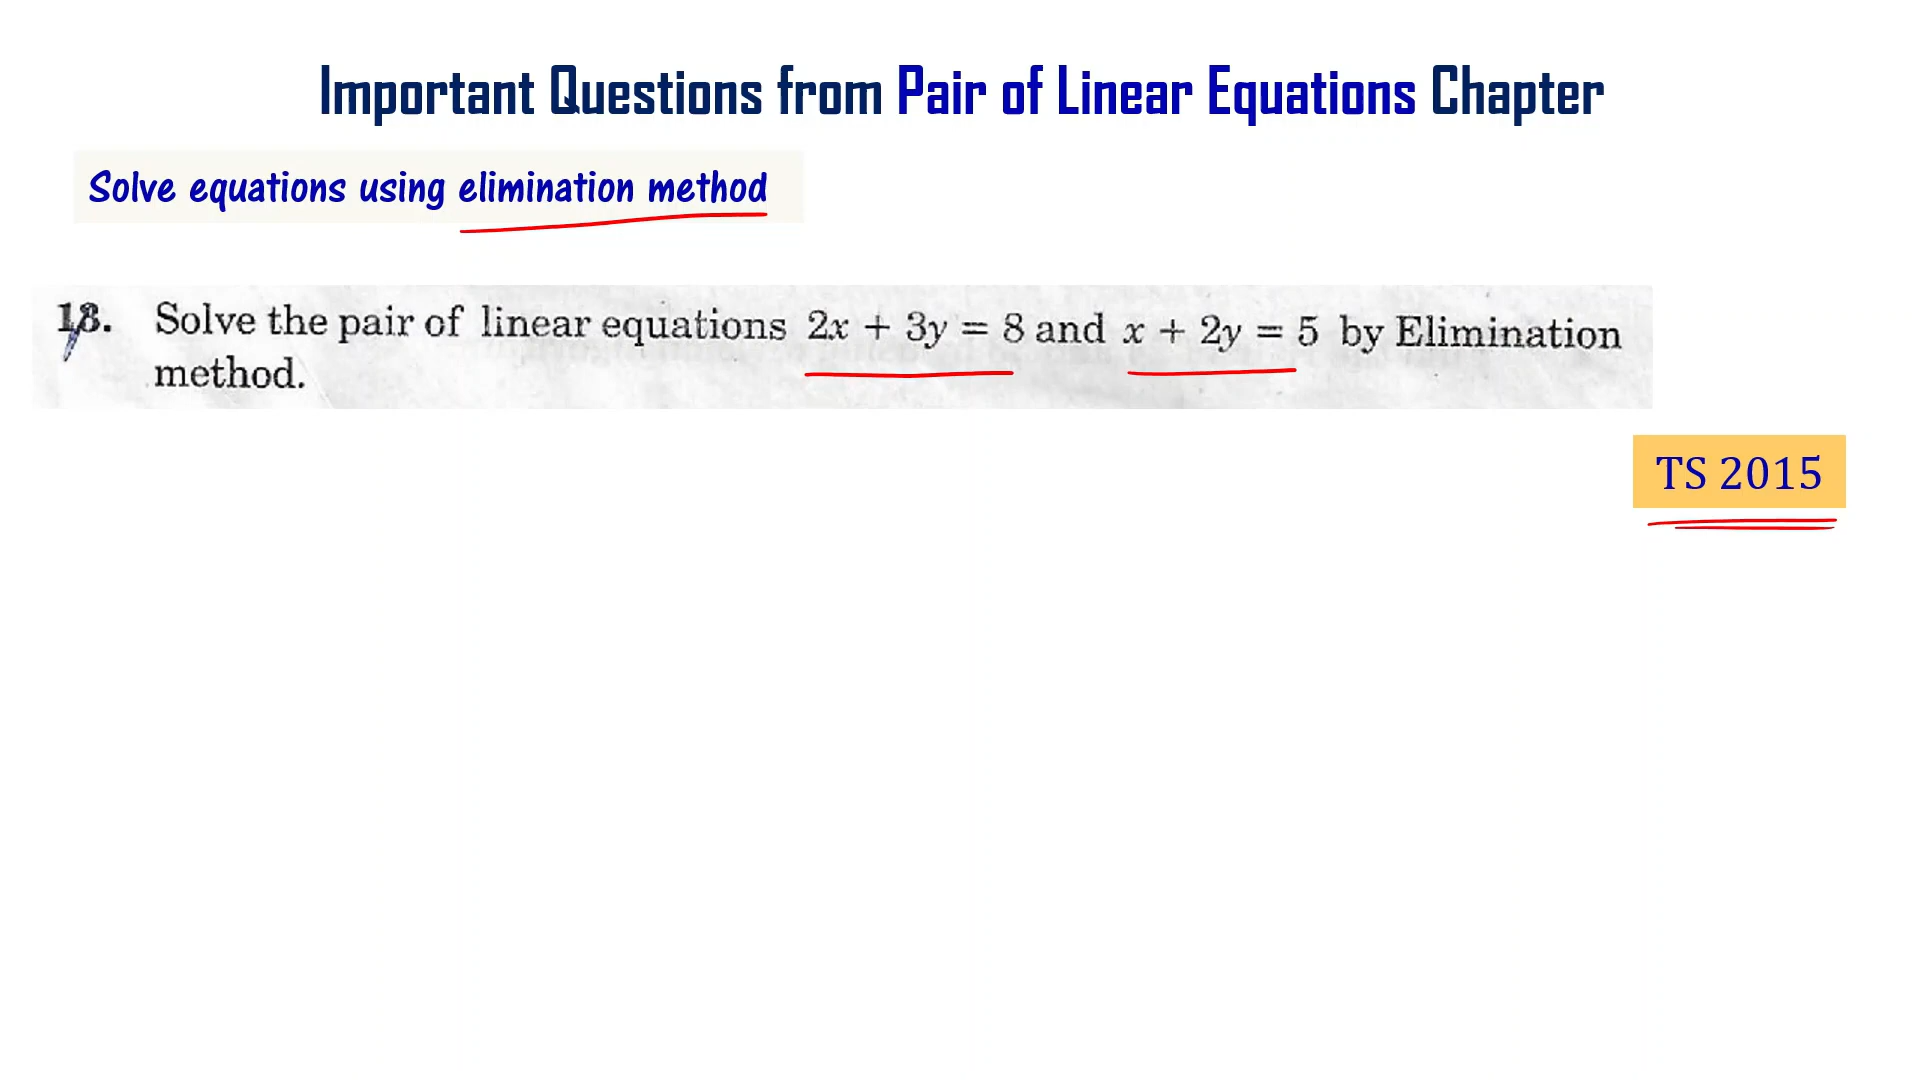 Important Questions from Pair of Linear Equations Chapter
Solve equations using elimination method
13. Solve the pair of linear equations 2x + 3y = 8 and x + 2y = 5 by Elimination
method.
TS 2015